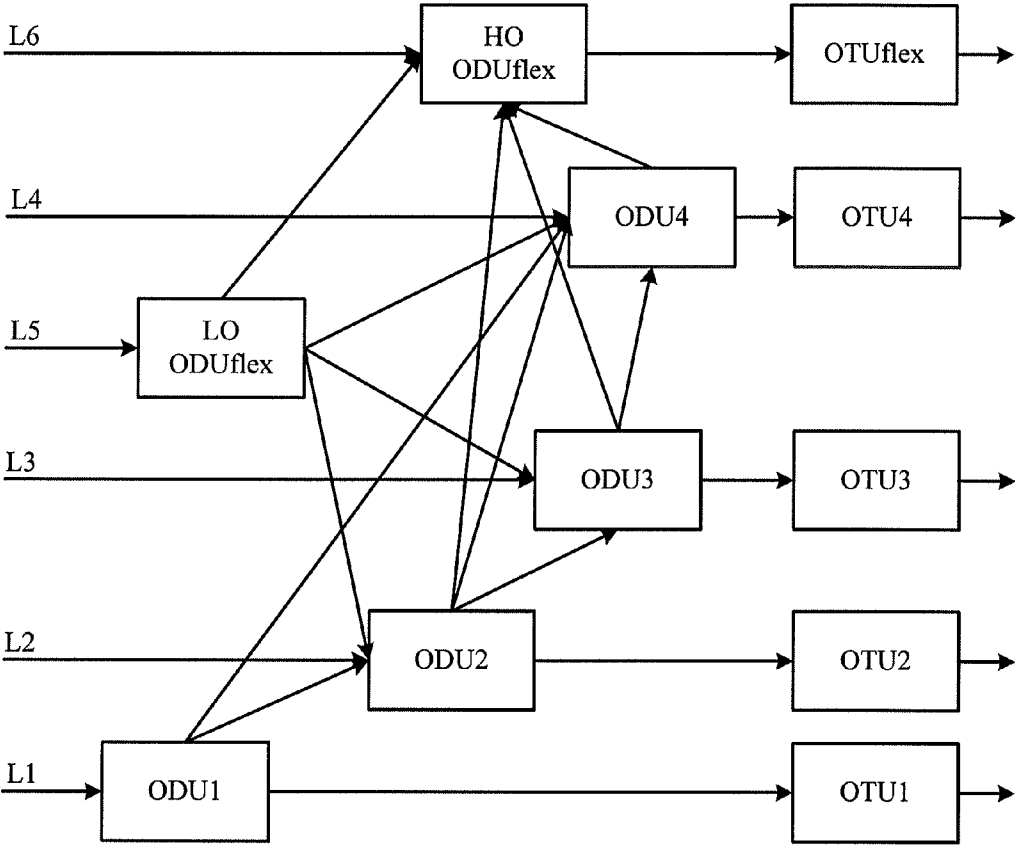 L6
HO
ODUflex
OTUflex
L4
ODU4
OTU4
L5
LO
ODUflex
L3
ODU3
OTU3
L2
ODU2
OTU2
L1
ODU1
OTU1